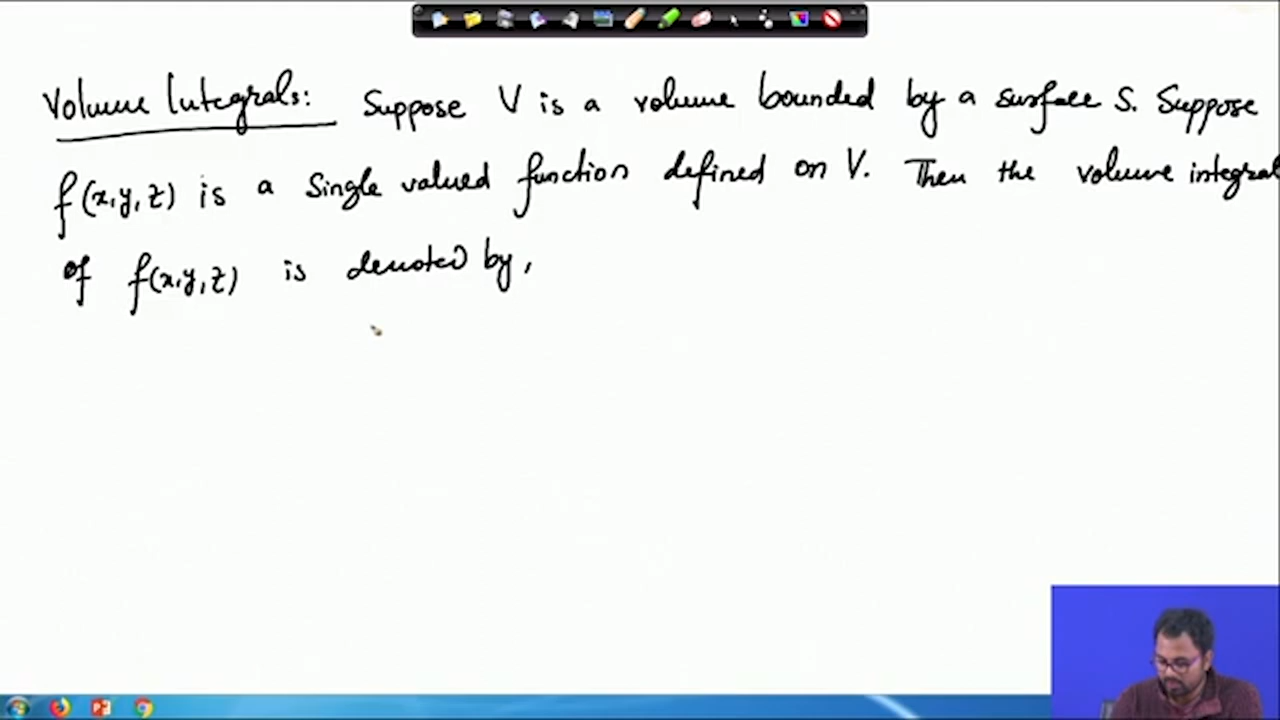 Volume Integrals: Suppose V is a volume bounded by a surface S. Suppose
f(x,y,z) is a single valued function defined on V. Then the volume integral
of f(x,y,z) is denoted by,